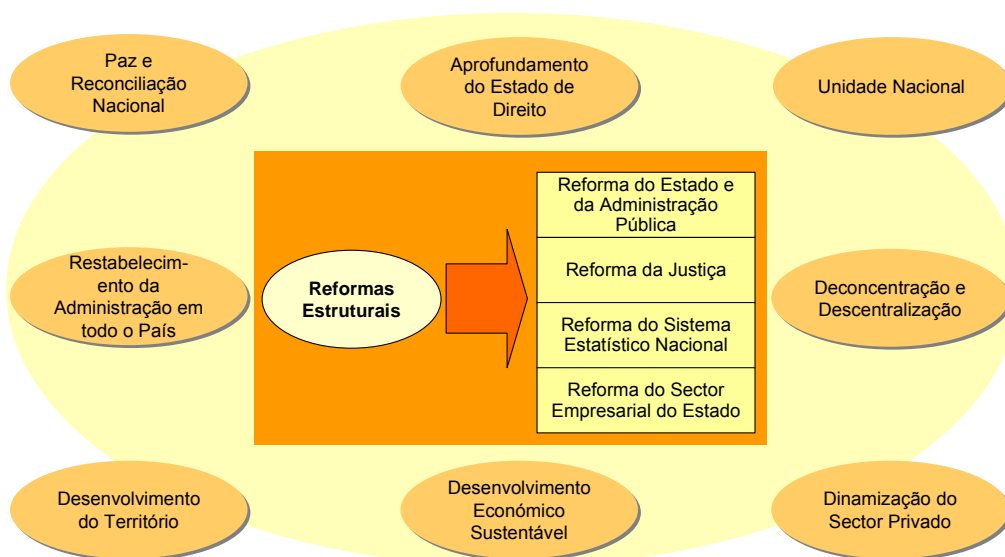 Paz e
Reconciliação
Nacional
Aprofundamento
do Estado de
Direito
Unidade Nacional
Reforma do Estado e
da Administração
Pública
Reforma da Justiça
Reforma do Sistema
Estatístico Nacional
Reforma do Sector
Empresarial do Estado
Reformas
Estruturais
Restabelecim-
ento da
Administração em
todo o País
Deconcentração e
Descentralização
Desenvolvimento
do Território
Desenvolvimento
Económico
Sustentável
Dinamização do
Sector Privado